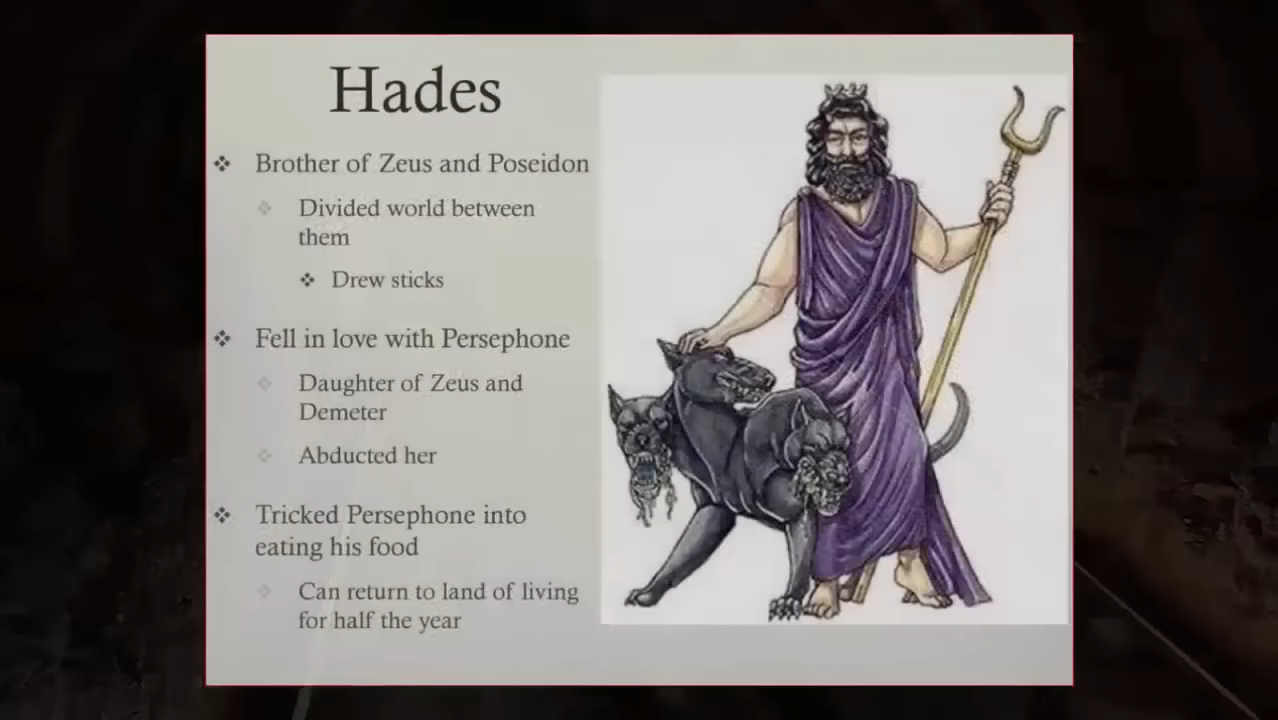 Hades
Brother of Zeus and Poseidon
Divided world between
them
Drew sticks
Fell in love with Persephone
Daughter of Zeus and
Demeter
Abducted her
Tricked Persephone into
eating his food
Can return to land of living
for half the year